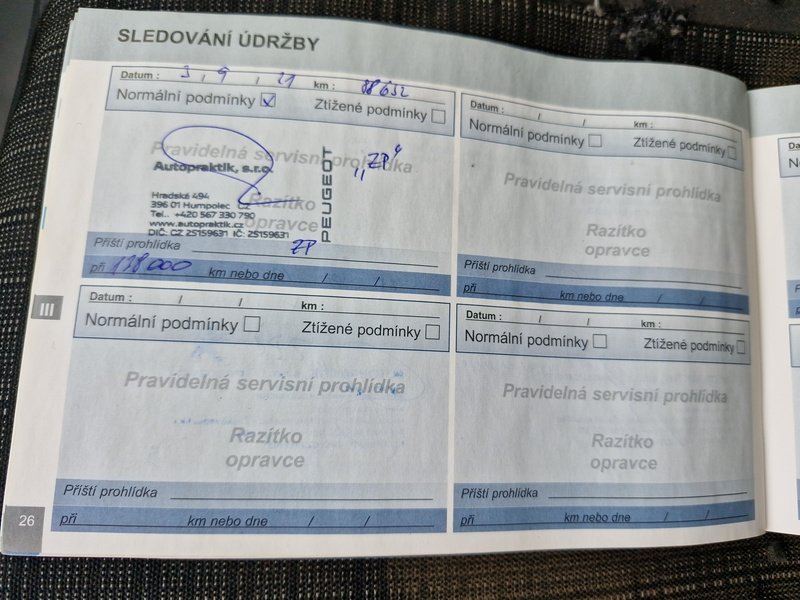 SLEDOVÁNÍ ÚDRŽBY
Datum : 3 , 9 , 21 km :
Normální podmínky Ztížené podmínky
Pravidelná servisní prohlídka
Autopraktik, s.r.o.
"ZP"
Hradská 494
396 01 Humpolec CZ
Tel.. +420 567 330 790
www.autopraktik.cz
DIČ: CZ 25159631 IČ: 25159631
PEUGEOT
Razítko
opravce
Příští prohlídka ZP
při 138000 km nebo dne / /
Datum : / / km :
Normální podmínky Ztížené podmínky
Pravidelná servisní prohlídka
Razítko
opravce
Příští prohlídka
při km nebo dne / /
III
Datum : / / km :
Normální podmínky Ztížené podmínky
Pravidelná servisní prohlídka
Razítko
opravce
Příští prohlídka
při km nebo dne / /
Datum : / / km :
Normální podmínky Ztížené podmínky
Pravidelná servisní prohlídka
Razítko
opravce
Příští prohlídka
při km nebo dne / /
26